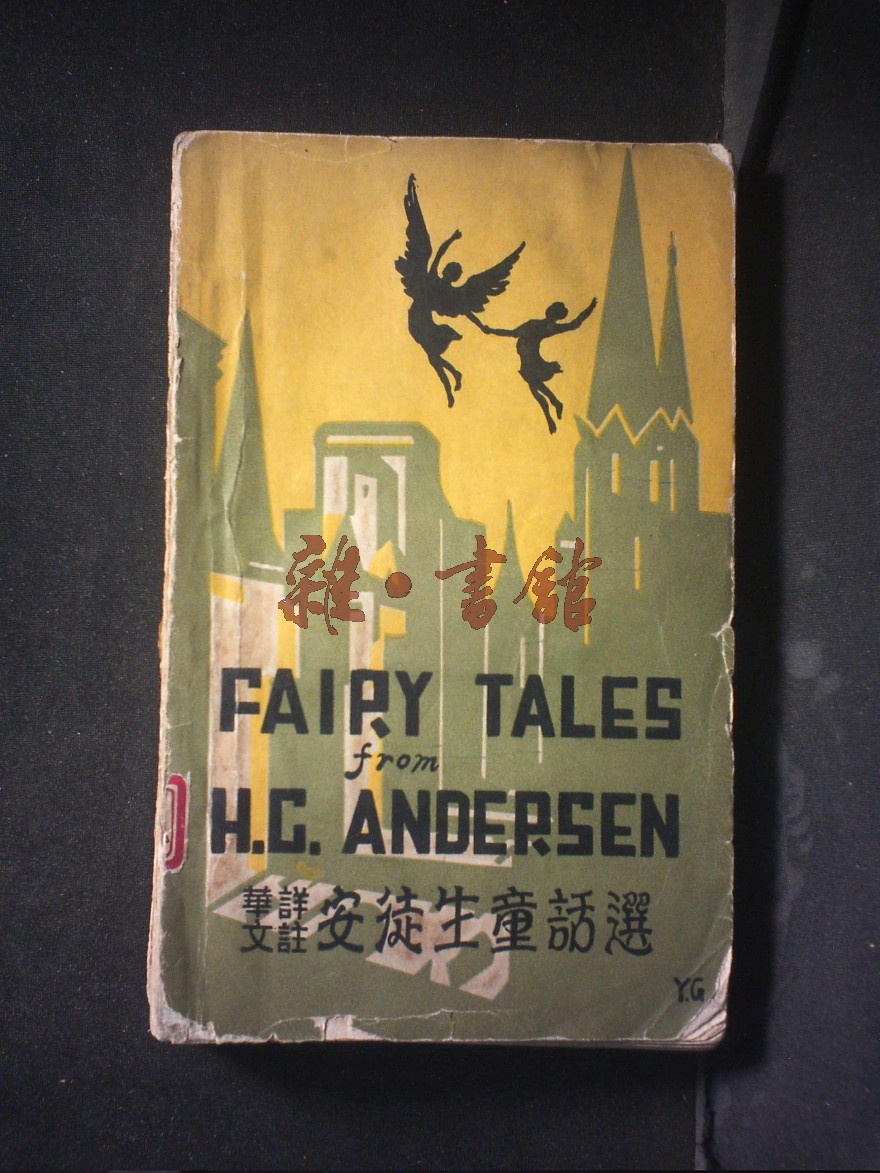 雜·書館
FAIRY TALES
from
H.C. ANDERSEN
華文詳註安徒生童話選
Y.G